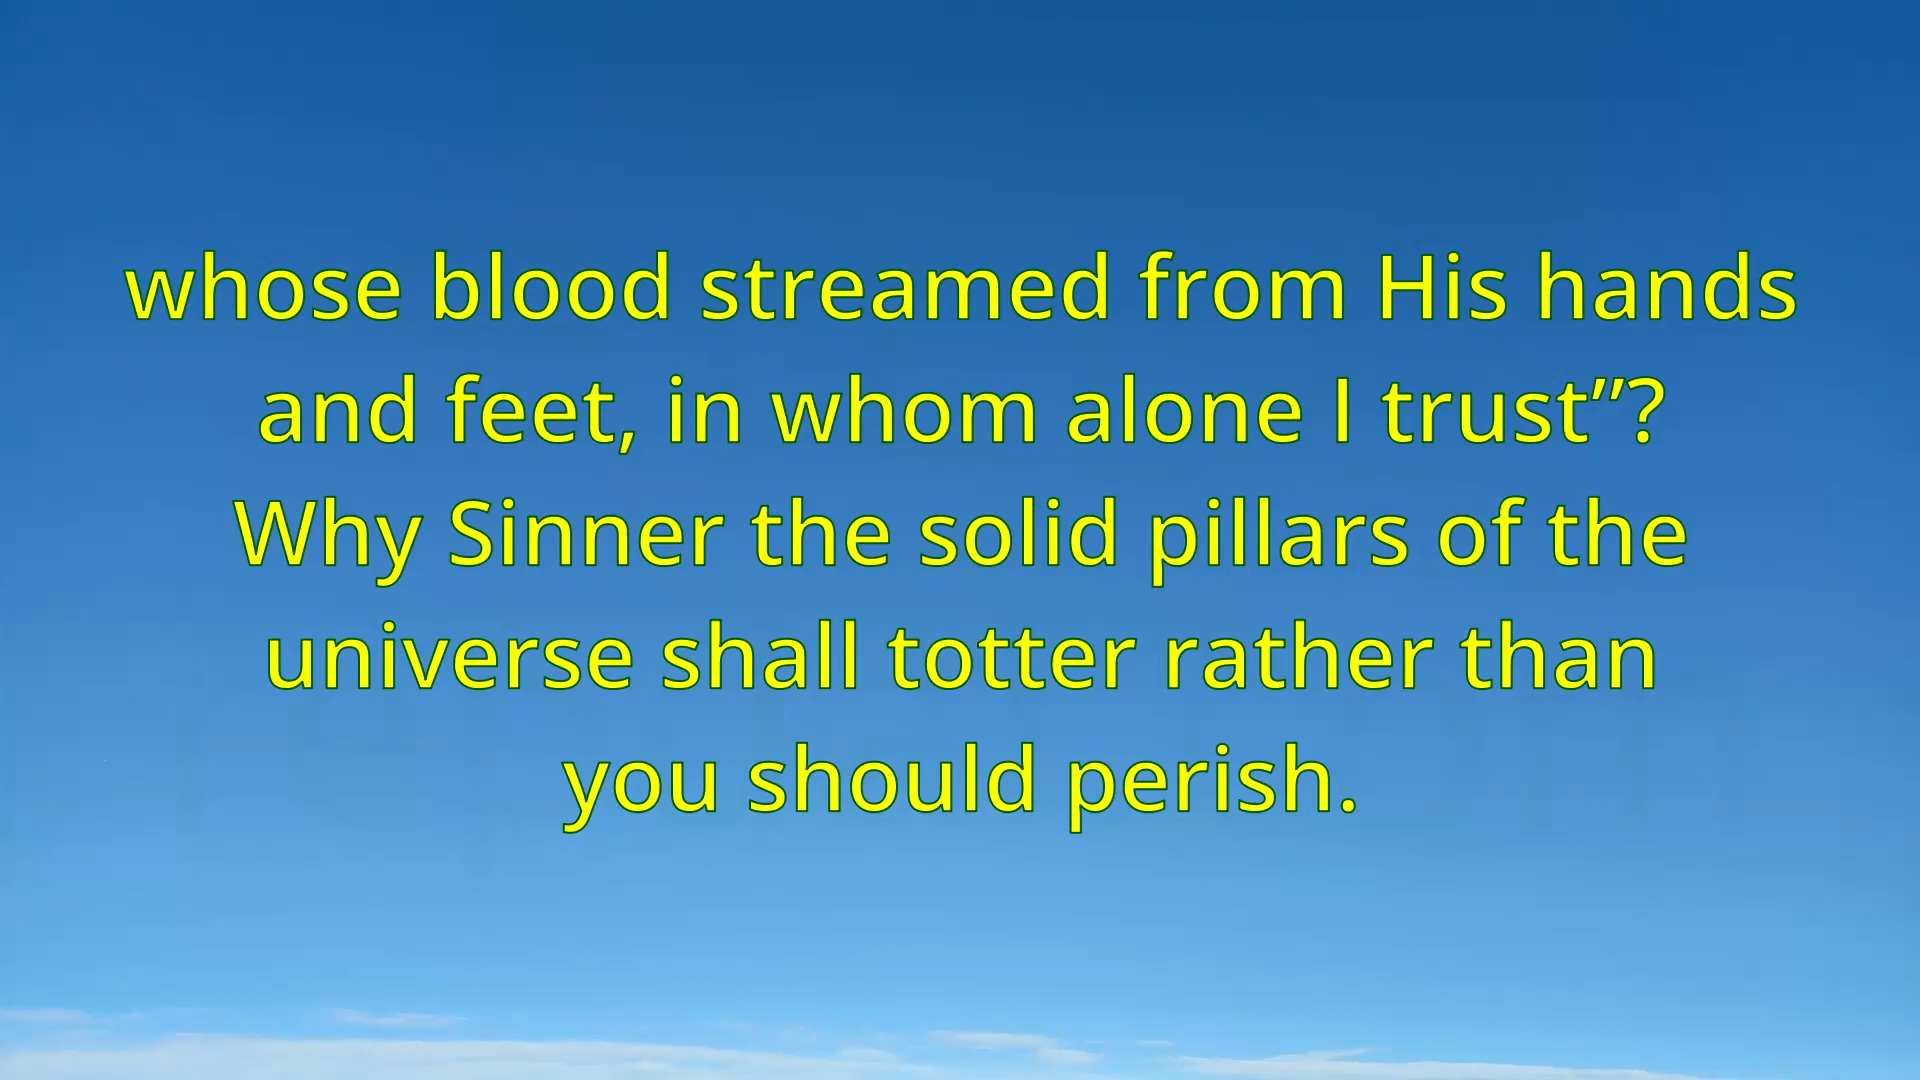 whose blood streamed from His hands
and feet, in whom alone I trust”?
Why Sinner the solid pillars of the
universe shall totter rather than
you should perish.